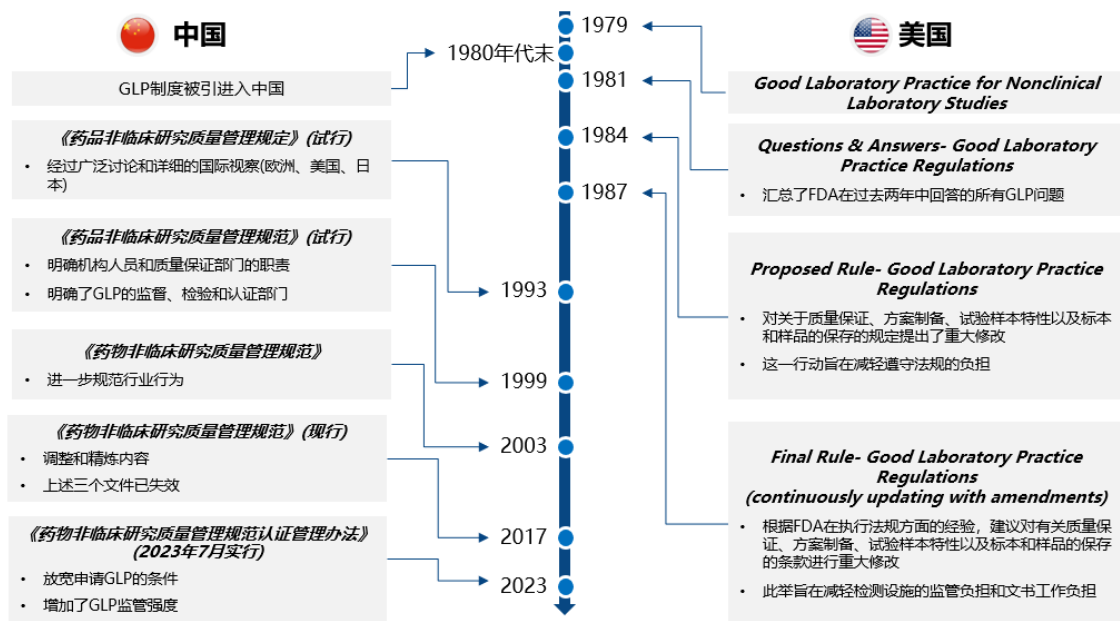 中国
GLP制度被引进入中国
《药品非临床研究质量管理规定》(试行)
• 经过广泛讨论和详细的国际视察(欧洲、美国、日
本)
《药品非临床研究质量管理规范》(试行)
• 明确机构人员和质量保证部门的职责
• 明确了GLP的监督、检验和认证部门
《药物非临床研究质量管理规范》
• 进一步规范行业行为
《药物非临床研究质量管理规范》(现行)
• 调整和精炼内容
• 上述三个文件已失效
《药物非临床研究质量管理规范认证管理办法》
(2023年7月实行)
• 放宽申请GLP的条件
• 增加了GLP监管强度
1979
1980年代末
1981
1984
1987
1993
1999
2003
2017
2023
美国
Good Laboratory Practice for Nonclinical
Laboratory Studies
Questions & Answers- Good Laboratory
Practice Regulations
• 汇总了FDA在过去两年中回答的所有GLP问题
Proposed Rule- Good Laboratory Practice
Regulations
• 对关于质量保证、方案制备、试验样本特性以及标本
和样品的保存的规定提出了重大修改
• 这一行动旨在减轻遵守法规的负担
Final Rule- Good Laboratory Practice
Regulations
(continuously updating with amendments)
• 根据FDA在执行法规方面的经验，建议对有关质量保
证、方案制备、试验样本特性以及标本和样品的保存
的条款进行重大修改
• 此举旨在减轻检测设施的监管负担和文书工作负担